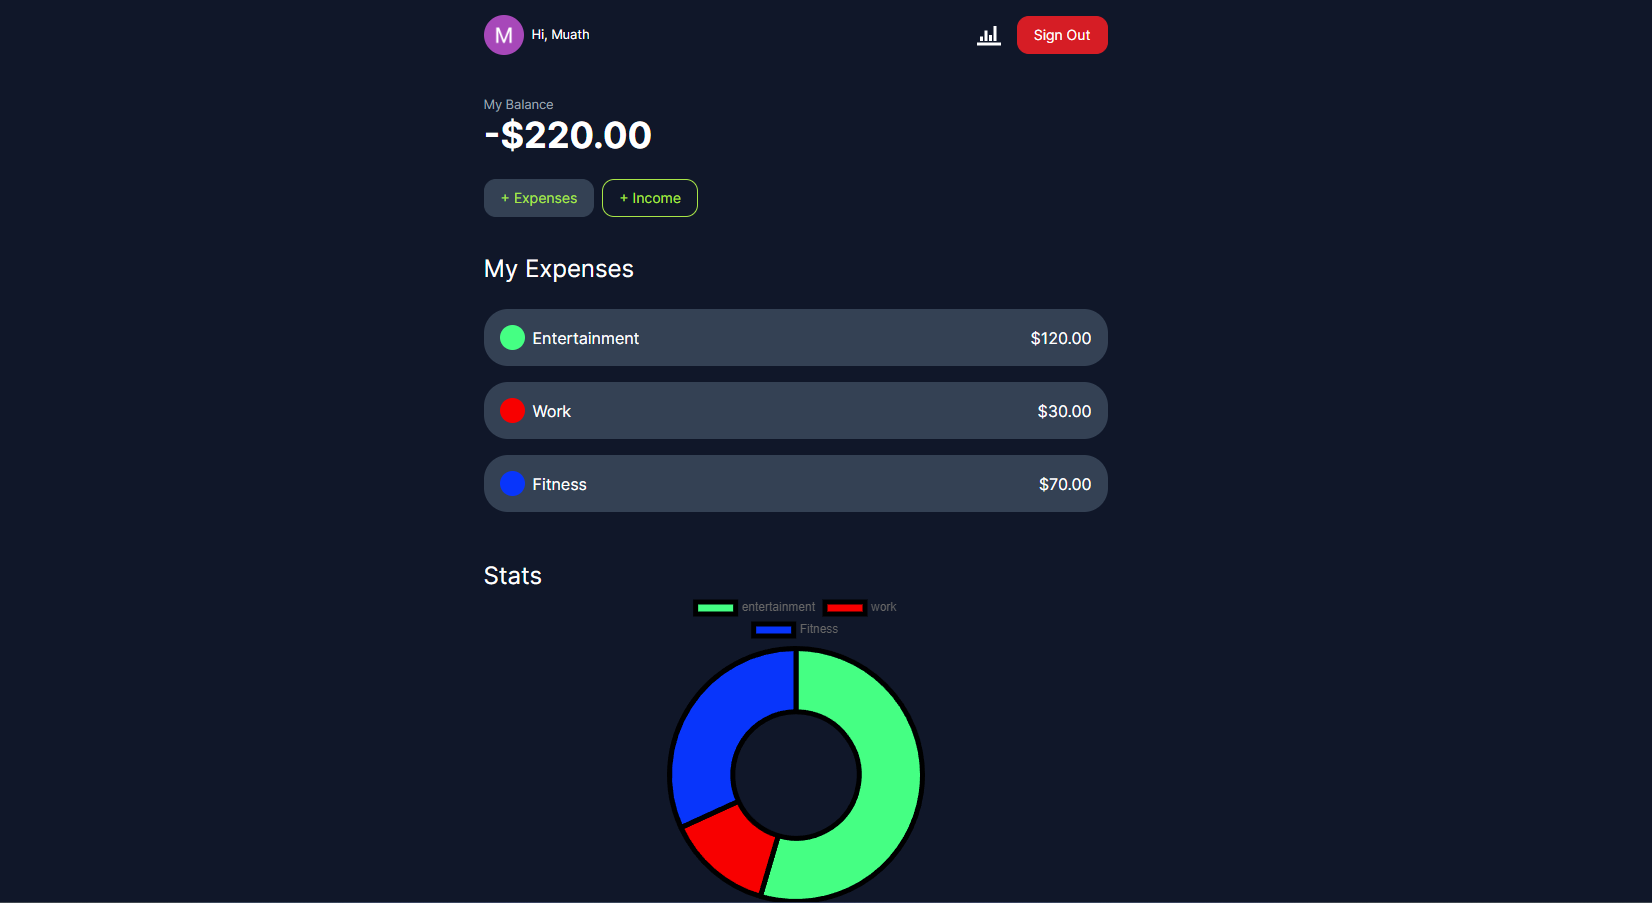 M Hi, Muath Sign Out
My Balance
-$220.00
+ Expenses + Income
My Expenses
Entertainment $120.00
Work $30.00
Fitness $70.00
Stats
entertainment work
Fitness